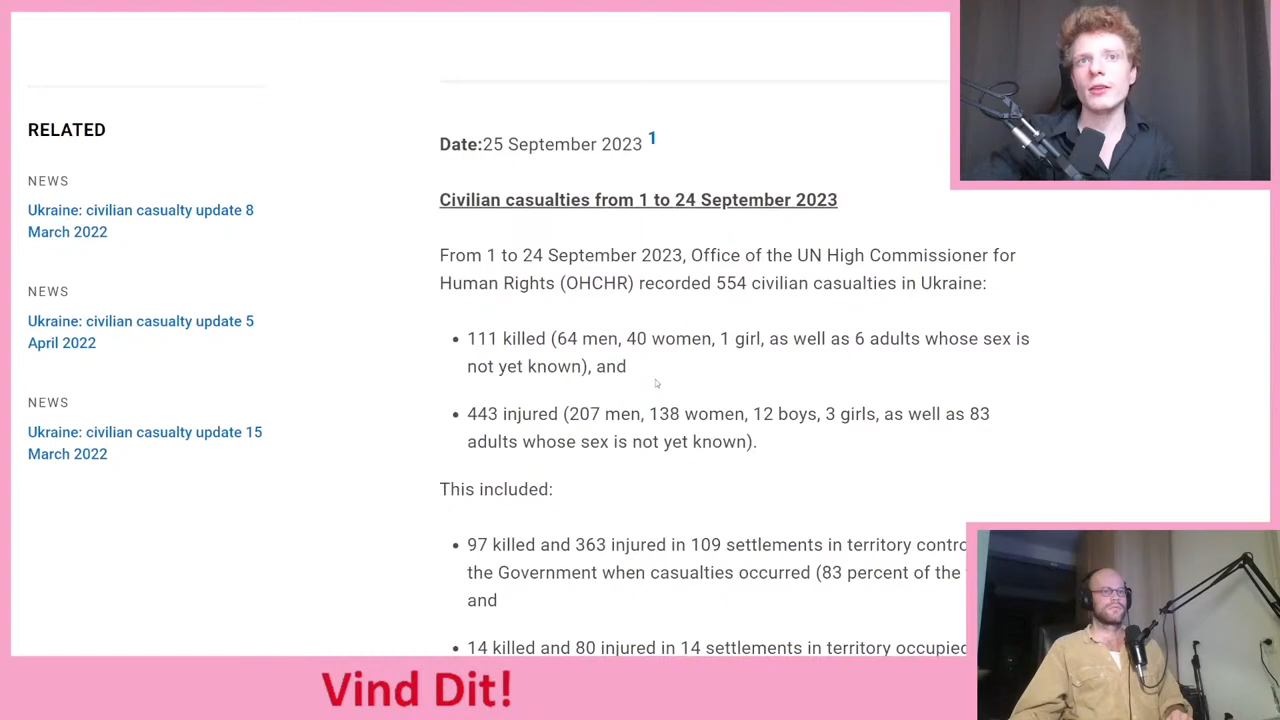 RELATED
NEWS
Ukraine: civilian casualty update 8
March 2022
NEWS
Ukraine: civilian casualty update 5
April 2022
NEWS
Ukraine: civilian casualty update 15
March 2022
Date:25 September 2023 1
Civilian casualties from 1 to 24 September 2023
From 1 to 24 September 2023, Office of the UN High Commissioner for
Human Rights (OHCHR) recorded 554 civilian casualties in Ukraine:
• 111 killed (64 men, 40 women, 1 girl, as well as 6 adults whose sex is
not yet known), and
• 443 injured (207 men, 138 women, 12 boys, 3 girls, as well as 83
adults whose sex is not yet known).
This included:
• 97 killed and 363 injured in 109 settlements in territory contro
the Government when casualties occurred (83 percent of the
and
• 14 killed and 80 injured in 14 settlements in territory occupied
Vind Dit!